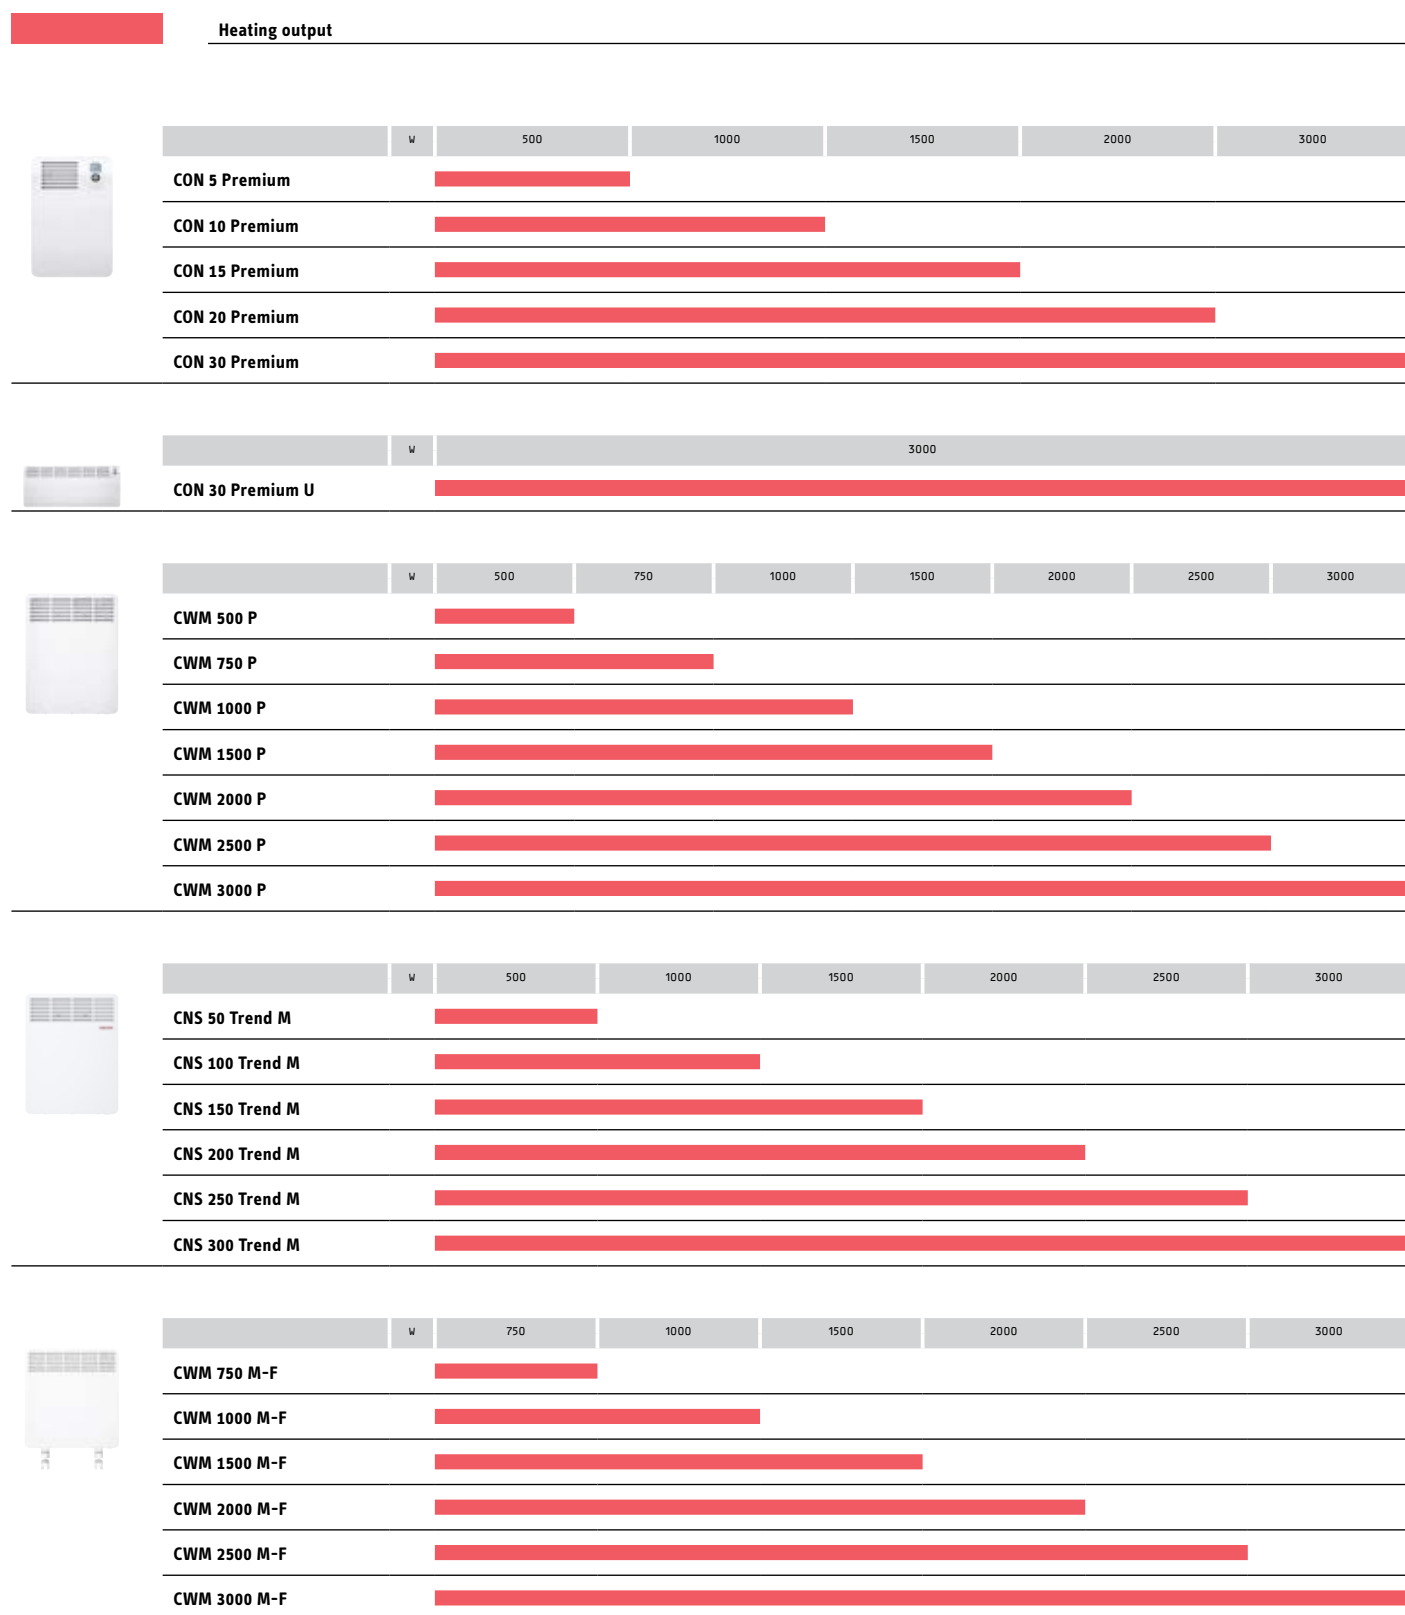 Heating output
W 500 1000 1500 2000 3000
CON 5 Premium
CON 10 Premium
CON 15 Premium
CON 20 Premium
CON 30 Premium
W 3000
CON 30 Premium U
W 500 750 1000 1500 2000 2500 3000
CWM 500 P
CWM 750 P
CWM 1000 P
CWM 1500 P
CWM 2000 P
CWM 2500 P
CWM 3000 P
W 500 1000 1500 2000 2500 3000
CNS 50 Trend M
CNS 100 Trend M
CNS 150 Trend M
CNS 200 Trend M
CNS 250 Trend M
CNS 300 Trend M
W 750 1000 1500 2000 2500 3000
CWM 750 M-F
CWM 1000 M-F
CWM 1500 M-F
CWM 2000 M-F
CWM 2500 M-F
CWM 3000 M-F